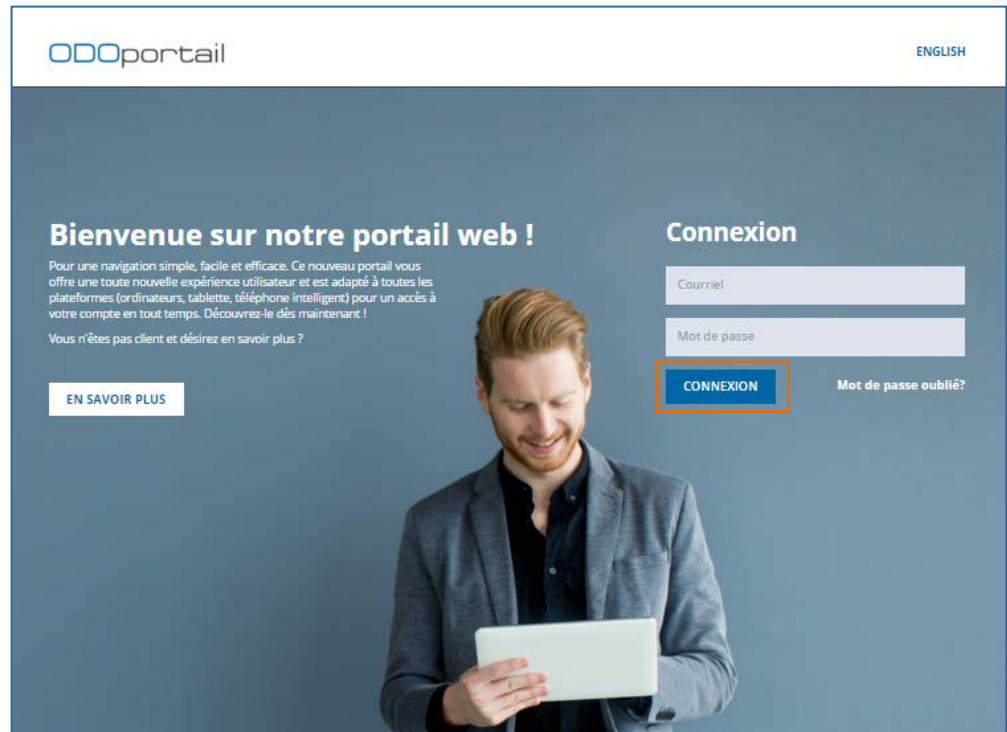 ODOportail
ENGLISH
Bienvenue sur notre portail web !
Pour une navigation simple, facile et efficace. Ce nouveau portail vous
offre une toute nouvelle expérience utilisateur et est adapté à toutes les
plateformes (ordinateurs, tablette, téléphone intelligent) pour un accès à
votre compte en tout temps. Découvrez-le dès maintenant !
Vous n'êtes pas client et désirez en savoir plus ?
EN SAVOIR PLUS
Connexion
Courriel
Mot de passe
CONNEXION
Mot de passe oublié?